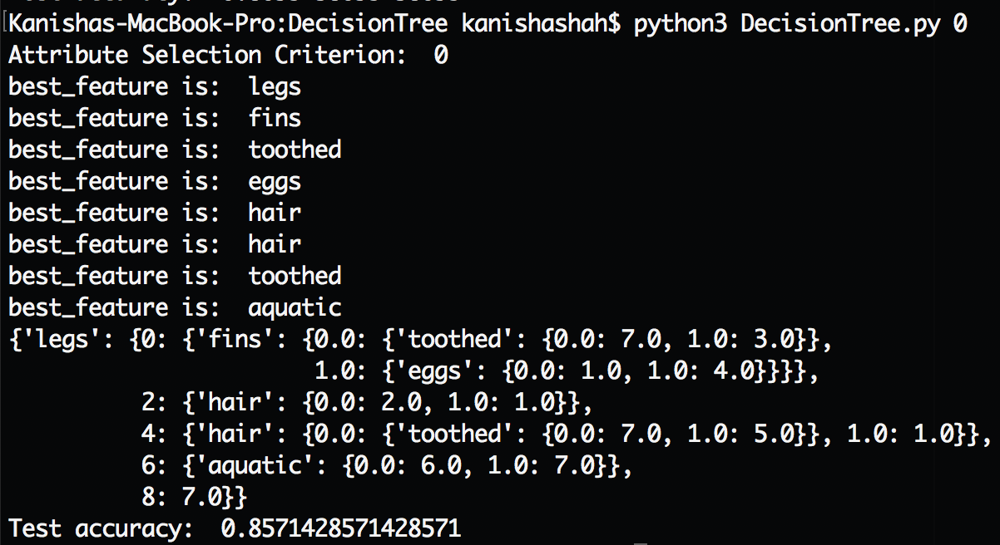 Kanishas-MacBook-Pro:DecisionTree kanishashah$ python3 DecisionTree.py 0
Attribute Selection Criterion:  0
best_feature is:  legs
best_feature is:  fins
best_feature is:  toothed
best_feature is:  eggs
best_feature is:  hair
best_feature is:  hair
best_feature is:  toothed
best_feature is:  aquatic
{'legs': {0: {'fins': {0.0: {'toothed': {0.0: 7.0, 1.0: 3.0}},
                       1.0: {'eggs': {0.0: 1.0, 1.0: 4.0}}}},
          2: {'hair': {0.0: 2.0, 1.0: 1.0}},
          4: {'hair': {0.0: {'toothed': {0.0: 7.0, 1.0: 5.0}}, 1.0: 1.0}},
          6: {'aquatic': {0.0: 6.0, 1.0: 7.0}},
          8: 7.0}}
Test accuracy:  0.8571428571428571